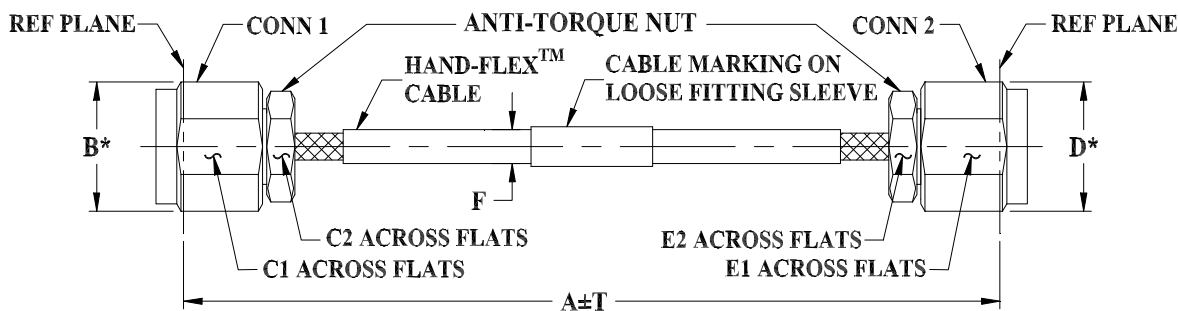 REF PLANE
CONN 1
ANTI-TORQUE NUT
CONN 2
REF PLANE
HAND-FLEX™
CABLE
CABLE MARKING ON
LOOSE FITTING SLEEVE
B*
D*
F
C2 ACROSS FLATS
E2 ACROSS FLATS
C1 ACROSS FLATS
E1 ACROSS FLATS
A±T